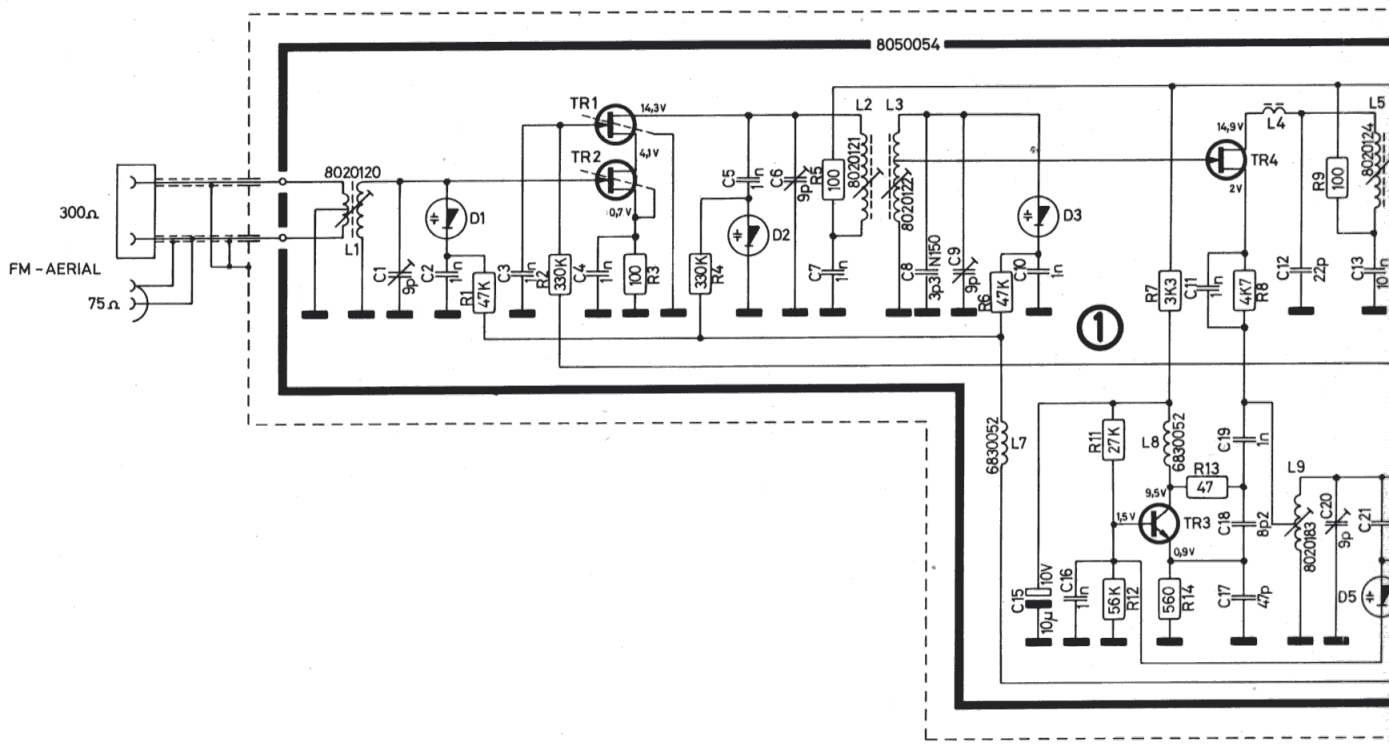 8050054
TR1
14,3V
L2
L3
L5
8020121
8020124
L4
14,9V
TR4
2V
4,1V
TR2
0,7V
C5
1n
C6
9p
R5
100
R9
100
8020120
L1
300Ω
FM-AERIAL
75Ω
D1
D2
D3
8020122
C1
9p
C2
1n
R1
47K
C3
1n
R2
330K
C4
1n
100
R3
330K
R4
C7
1n
C8
3p3
N150
C9
9p
R6
47K
C10
1n
1
R7
3K3
C11
1n
4K7
R8
C12
22p
C13
10n
6830052
L7
R11
27K
L8
6830052
C19
1n
R13
47
L9
9,5V
1,5V
TR3
0,9V
C18
8p2
8020183
C20
9p
C21
C15
10V
10µ
C16
1n
56K
R12
560
R14
C17
47p
D5